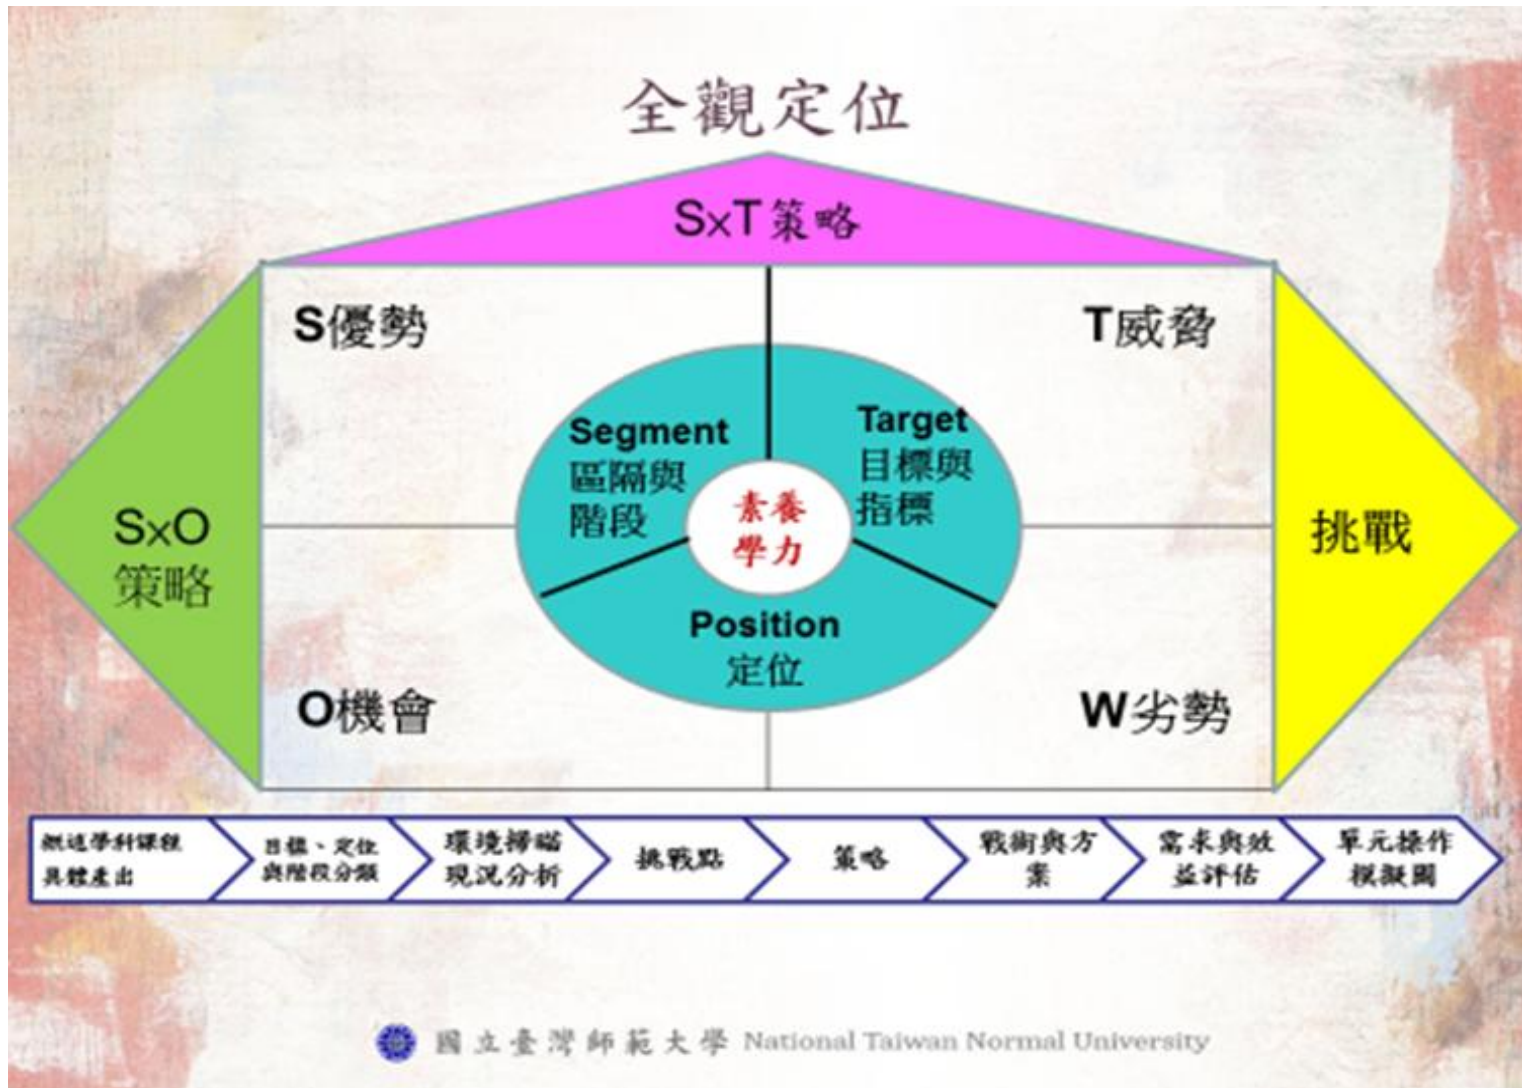 全觀定位
S×T策略
S優勢
T威脅
Segment
區隔與
階段
Target
目標與
指標
素養
學力
S×O
策略
挑戰
Position
定位
O機會
W劣勢
概述學科課程
具體產出
目標、定位
與階段分類
環境掃瞄
現況分析
挑戰點
策略
戰術與方
案
需求與效
益評估
單元操作
模擬圖
國立臺灣師範大學 National Taiwan Normal University